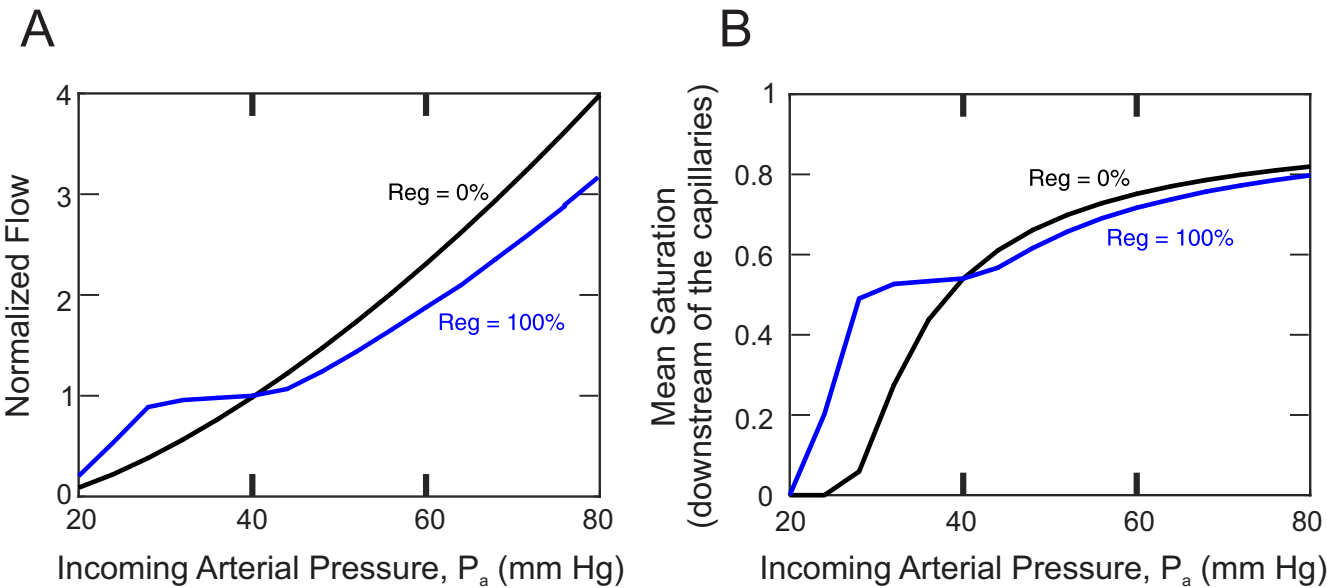 A
Normalized Flow
4
3
2
1
0
Reg = 0%
Reg = 100%
20 40 60 80
Incoming Arterial Pressure, Pa (mm Hg)
B
Mean Saturation
(downstream of the capillaries)
1
0.8
0.6
0.4
0.2
0
Reg = 0%
Reg = 100%
20 40 60 80
Incoming Arterial Pressure, Pa (mm Hg)